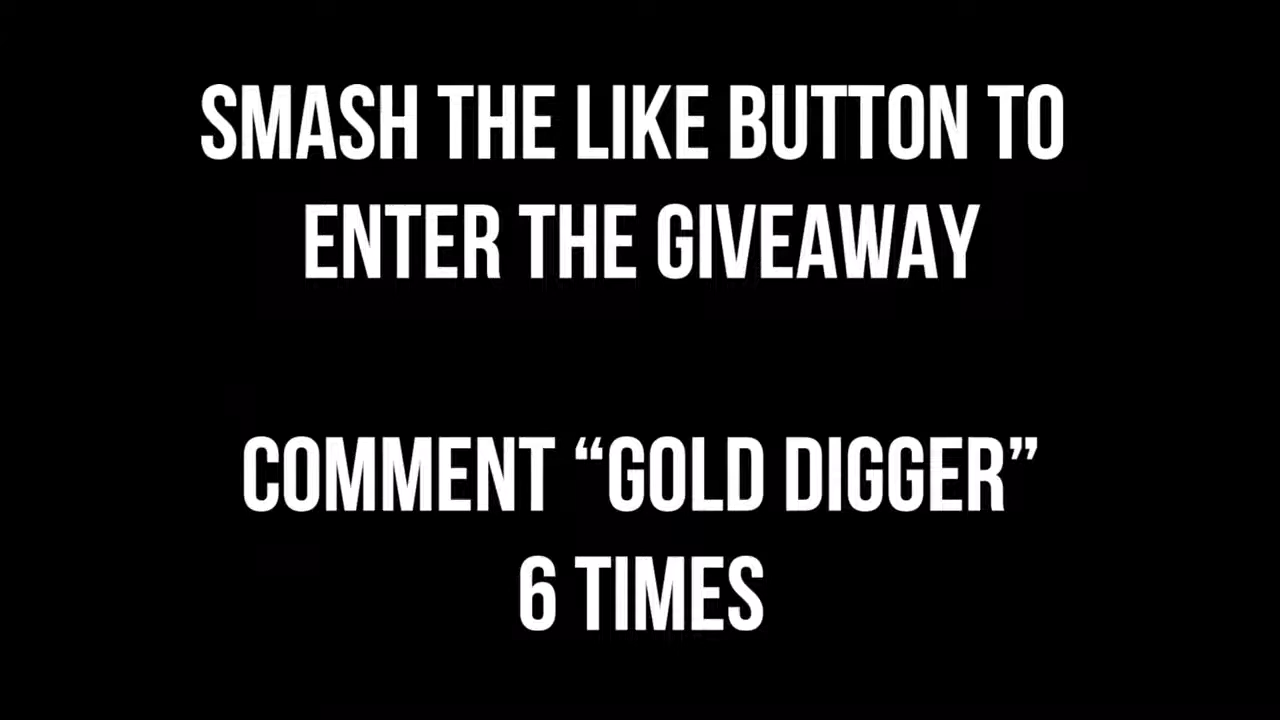 SMASH THE LIKE BUTTON TO
ENTER THE GIVEAWAY
COMMENT “GOLD DIGGER”
6 TIMES